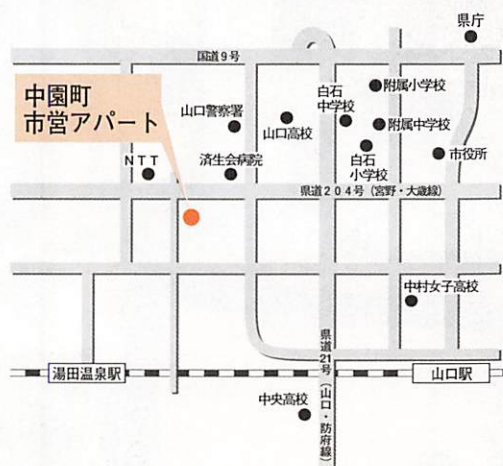 県庁
国道9号
中園町
市営アパート
附属小学校
白石
中学校
山口警察署
山口高校
附属中学校
NTT
済生会病院
白石
小学校
市役所
県道204号(宮野・大歳線)
中村女子高校
県道21号(山口・防府線)
湯田温泉駅
山口駅
中央高校